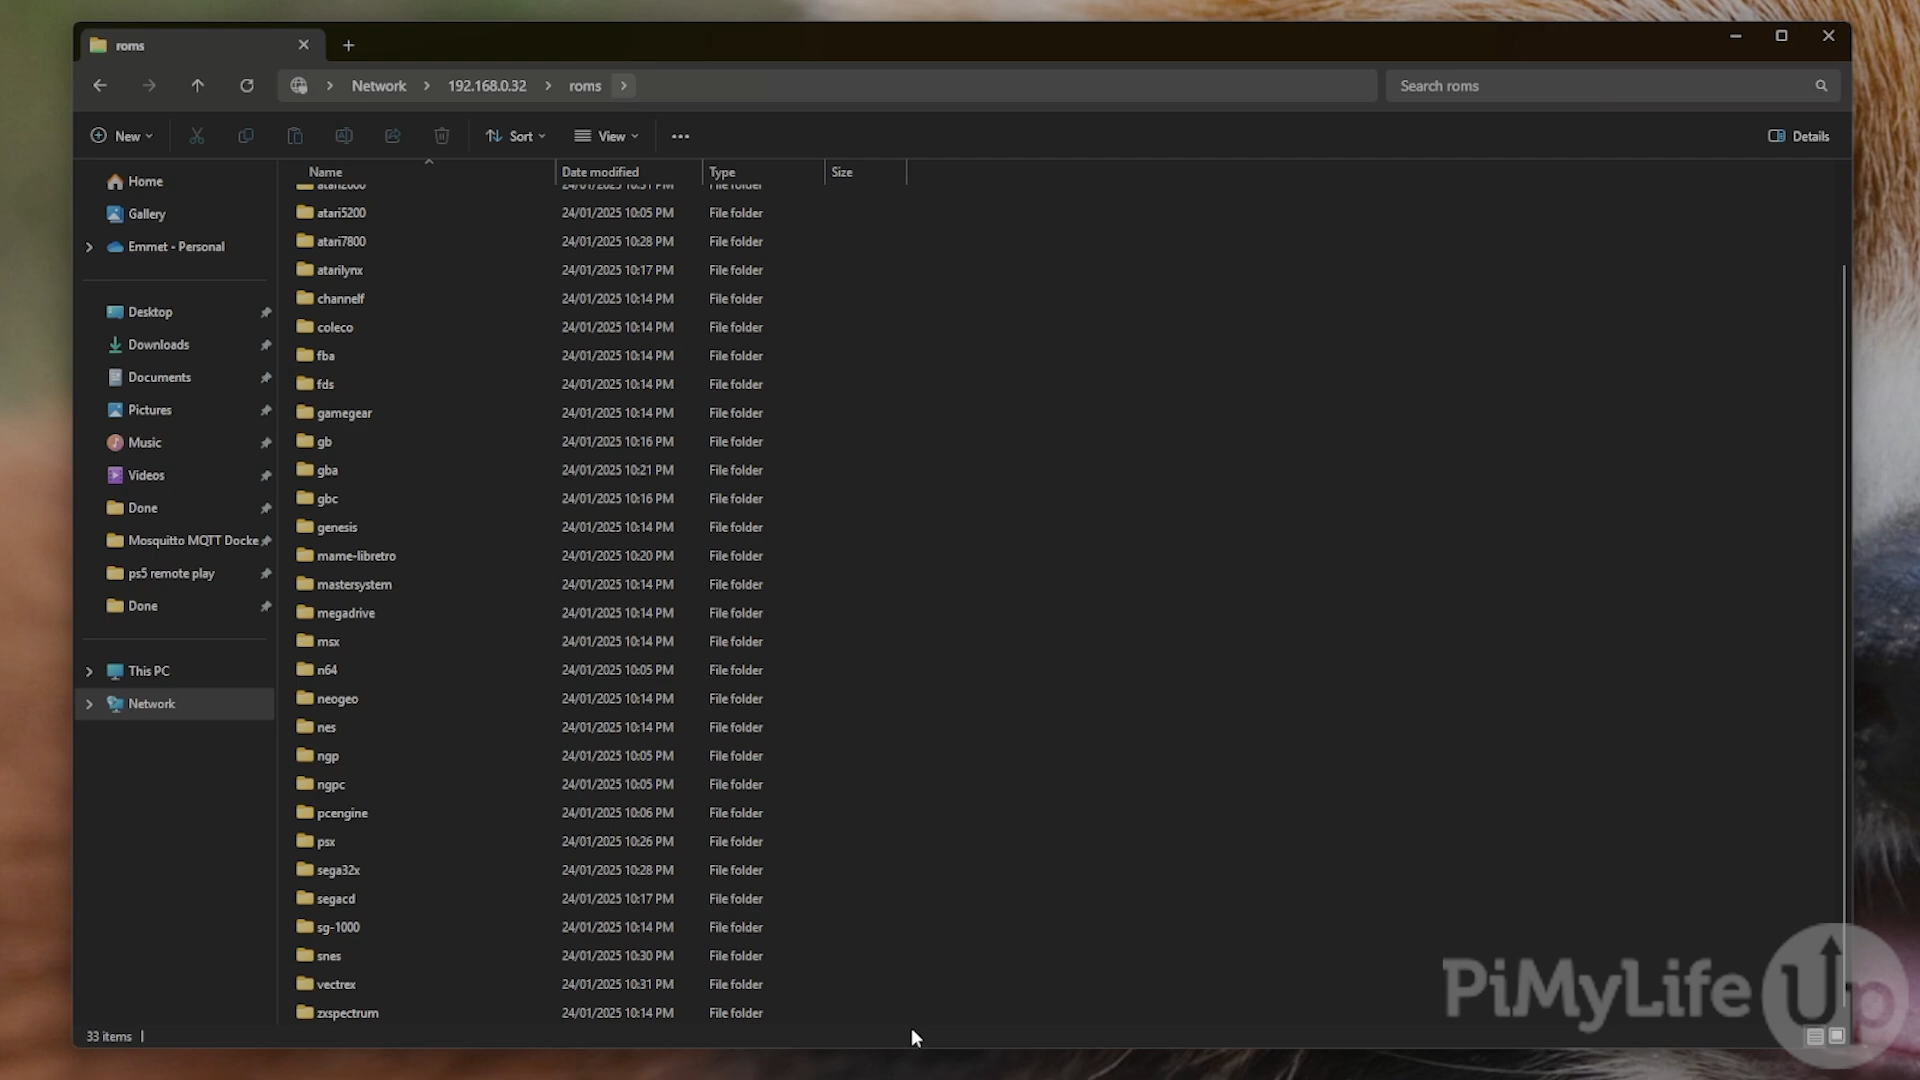 roms
Network
192.168.0.32
roms
Search roms
New
Sort
View
Details
Home
Gallery
Emmet - Personal
Desktop
Downloads
Documents
Pictures
Music
Videos
Done
Mosquitto MQTT Docke
ps5 remote play
Done
This PC
Network
Name Date modified Type Size
atari2600 24/01/2025 10:31 PM File folder
atari5200 24/01/2025 10:05 PM File folder
atari7800 24/01/2025 10:28 PM File folder
atarilynx 24/01/2025 10:17 PM File folder
channelf 24/01/2025 10:14 PM File folder
coleco 24/01/2025 10:14 PM File folder
fba 24/01/2025 10:14 PM File folder
fds 24/01/2025 10:14 PM File folder
gamegear 24/01/2025 10:14 PM File folder
gb 24/01/2025 10:16 PM File folder
gba 24/01/2025 10:21 PM File folder
gbc 24/01/2025 10:16 PM File folder
genesis 24/01/2025 10:14 PM File folder
mame-libretro 24/01/2025 10:20 PM File folder
mastersystem 24/01/2025 10:14 PM File folder
megadrive 24/01/2025 10:14 PM File folder
msx 24/01/2025 10:14 PM File folder
n64 24/01/2025 10:05 PM File folder
neogeo 24/01/2025 10:14 PM File folder
nes 24/01/2025 10:14 PM File folder
ngp 24/01/2025 10:05 PM File folder
ngpc 24/01/2025 10:05 PM File folder
pcengine 24/01/2025 10:06 PM File folder
psx 24/01/2025 10:26 PM File folder
sega32x 24/01/2025 10:28 PM File folder
segacd 24/01/2025 10:17 PM File folder
sg-1000 24/01/2025 10:14 PM File folder
snes 24/01/2025 10:30 PM File folder
vectrex 24/01/2025 10:31 PM File folder
zxspectrum 24/01/2025 10:14 PM File folder
33 items
PiMyLifeUp